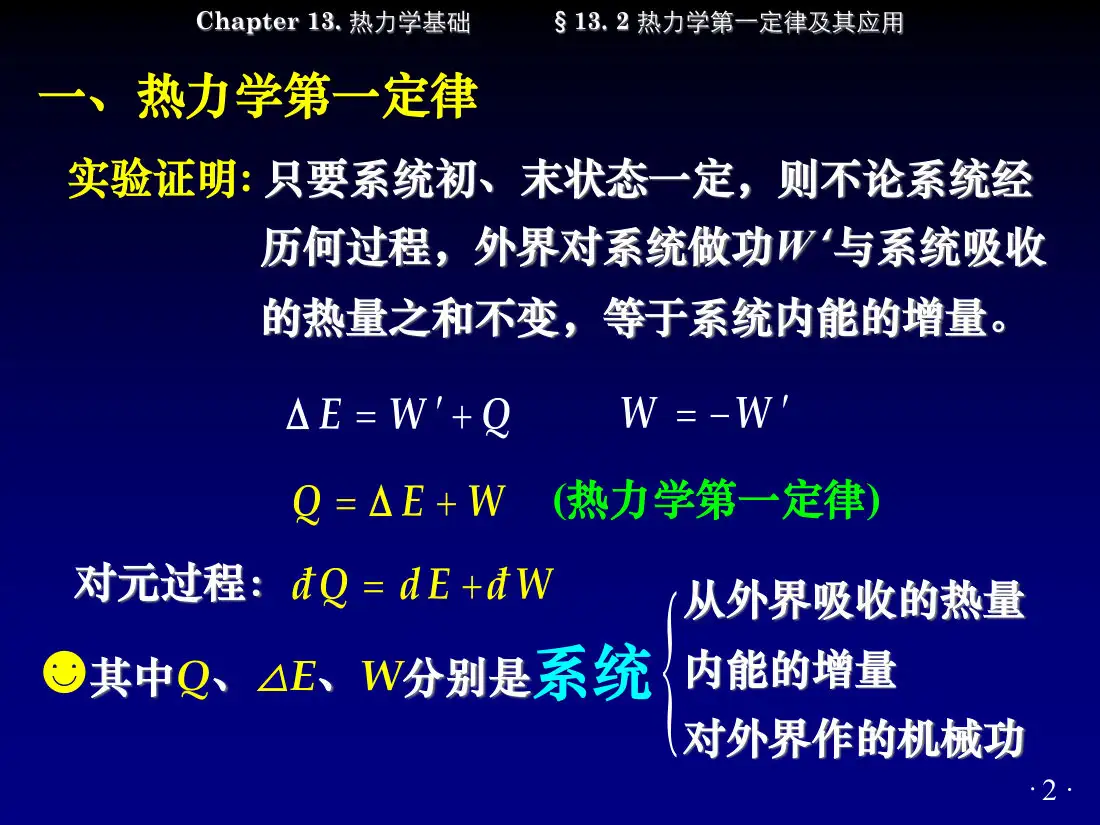 Chapter 13. 热力学基础 §13. 2 热力学第一定律及其应用
一、热力学第一定律
实验证明: 只要系统初、末状态一定，则不论系统经
历何过程，外界对系统做功W‘与系统吸收
的热量之和不变，等于系统内能的增量。
Δ E = W ′ + Q W = −W ′
Q = Δ E + W (热力学第一定律)
对元过程： đQ = d E +đW
其中Q、△E、W分别是系统
从外界吸收的热量
内能的增量
对外界作的机械功
· 2 ·